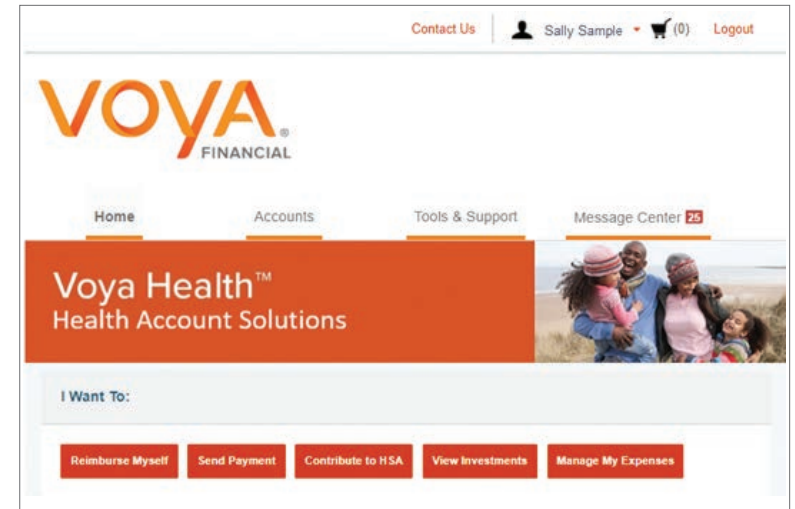 Contact Us Sally Sample (0) Logout
VOYA®
FINANCIAL
Home Accounts Tools & Support Message Center 25
Voya Health™
Health Account Solutions
I Want To:
Reimburse Myself Send Payment Contribute to HSA View Investments Manage My Expenses